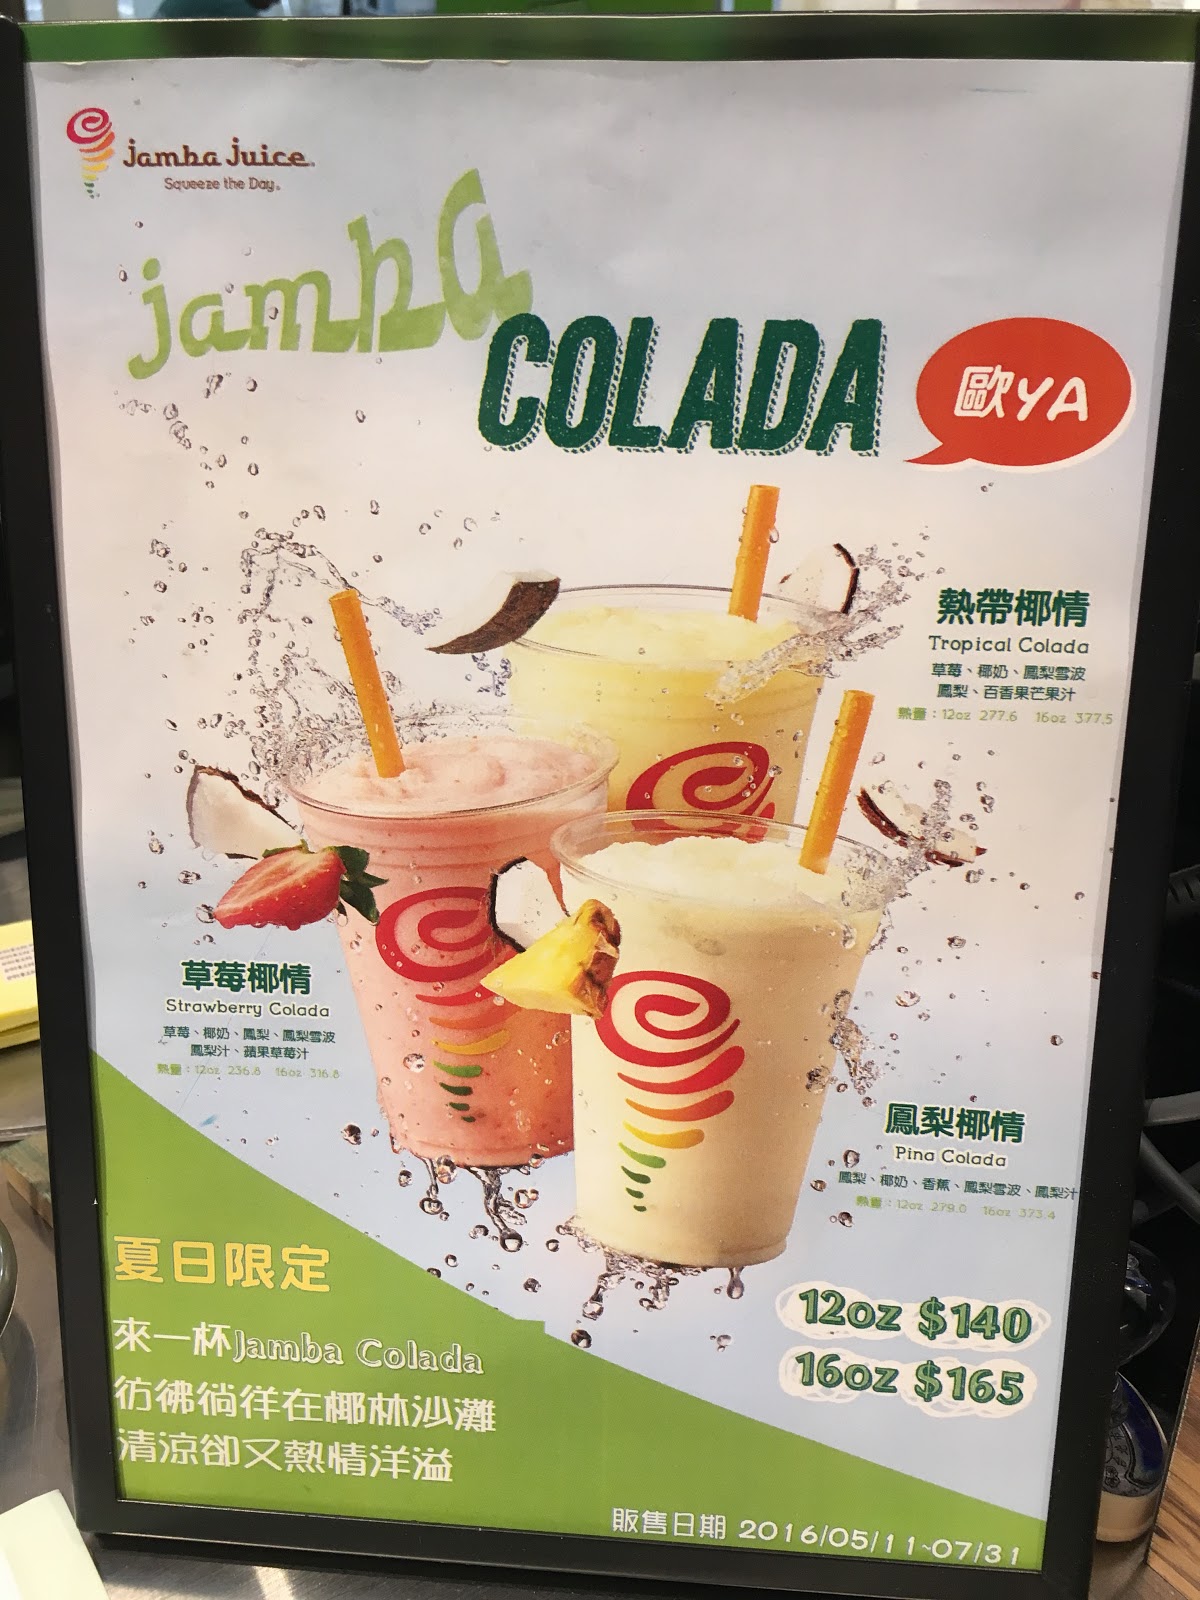 jamba juice
Squeeze the Day
jamba
COLADA
歐YA
熱帶椰情
Tropical Colada
草莓、椰奶、鳳梨雪波
鳳梨、百香果芒果汁
熱量：12oz 277.6 16oz 377.5
草莓椰情
Strawberry Colada
草莓、椰奶、鳳梨、鳳梨雪波
鳳梨汁、蘋果草莓汁
熱量：12oz 236.8 16oz 316.8
鳳梨椰情
Pina Colada
鳳梨、椰奶、香蕉、鳳梨雪波、鳳梨汁
熱量：12oz 279.0 16oz 373.4
夏日限定
來一杯Jamba Colada
彷彿徜徉在椰林沙灘
清涼卻又熱情洋溢
12oz $140
16oz $165
販售日期 2016/05/11~07/31